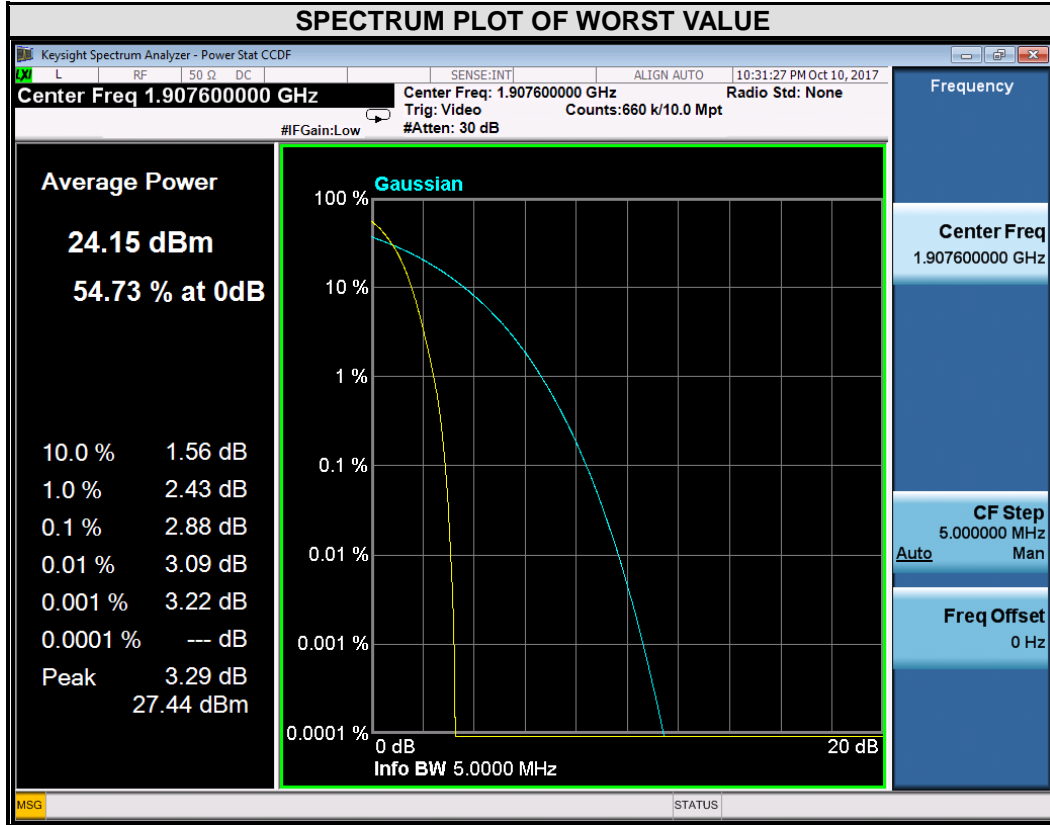 SPECTRUM PLOT OF WORST VALUE
Keysight Spectrum Analyzer - Power Stat CCDF
LXI L RF 50 Ω DC SENSE:INT ALIGN AUTO 10:31:27 PM Oct 10, 2017
Center Freq 1.907600000 GHz
Center Freq: 1.907600000 GHz Radio Std: None
Trig: Video Counts:660 k/10.0 Mpt
#IFGain:Low #Atten: 30 dB
Frequency
Average Power
24.15 dBm
54.73 % at 0dB
10.0 % 1.56 dB
1.0 % 2.43 dB
0.1 % 2.88 dB
0.01 % 3.09 dB
0.001 % 3.22 dB
0.0001 % --- dB
Peak 3.29 dB
27.44 dBm
Gaussian
100 %
10 %
1 %
0.1 %
0.01 %
0.001 %
0.0001 %
0 dB 20 dB
Info BW 5.0000 MHz
Center Freq
1.907600000 GHz
CF Step
5.000000 MHz
Auto Man
Freq Offset
0 Hz
MSG STATUS